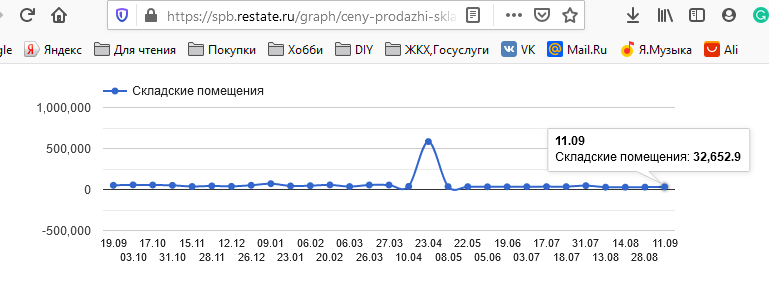 https://spb.restate.ru/graph/ceny-prodazhi-skla
gle Яндекс Для чтения Покупки Хобби DIY ЖКХ,Госуслуги VK Mail.Ru Я.Музыка Ali
Складские помещения
1,000,000
500,000
0
-500,000
11.09
Складские помещения: 32,652.9
19.09 17.10 15.11 12.12 09.01 06.02 06.03 27.03 23.04 22.05 19.06 17.07 31.07 14.08 11.09
03.10 31.10 28.11 26.12 23.01 20.02 26.03 10.04 08.05 05.06 03.07 18.07 13.08 28.08